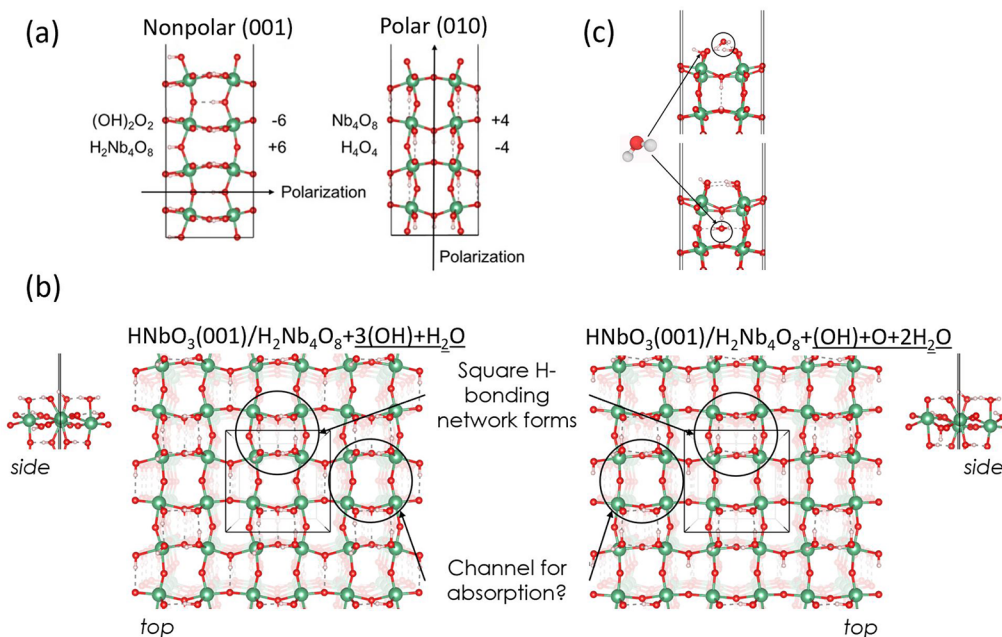 (a)
Nonpolar (001)
(OH)₂O₂ -6
H₂Nb₄O₈ +6
Polarization
Polar (010)
Nb₄O₈ +4
H₄O₄ -4
Polarization
(c)
(b)
HNbO₃(001)/H₂Nb₄O₈+3(OH)+H₂O
side
top
Square H-
bonding
network forms
Channel for
absorption?
HNbO₃(001)/H₂Nb₄O₈+(OH)+O+2H₂O
side
top